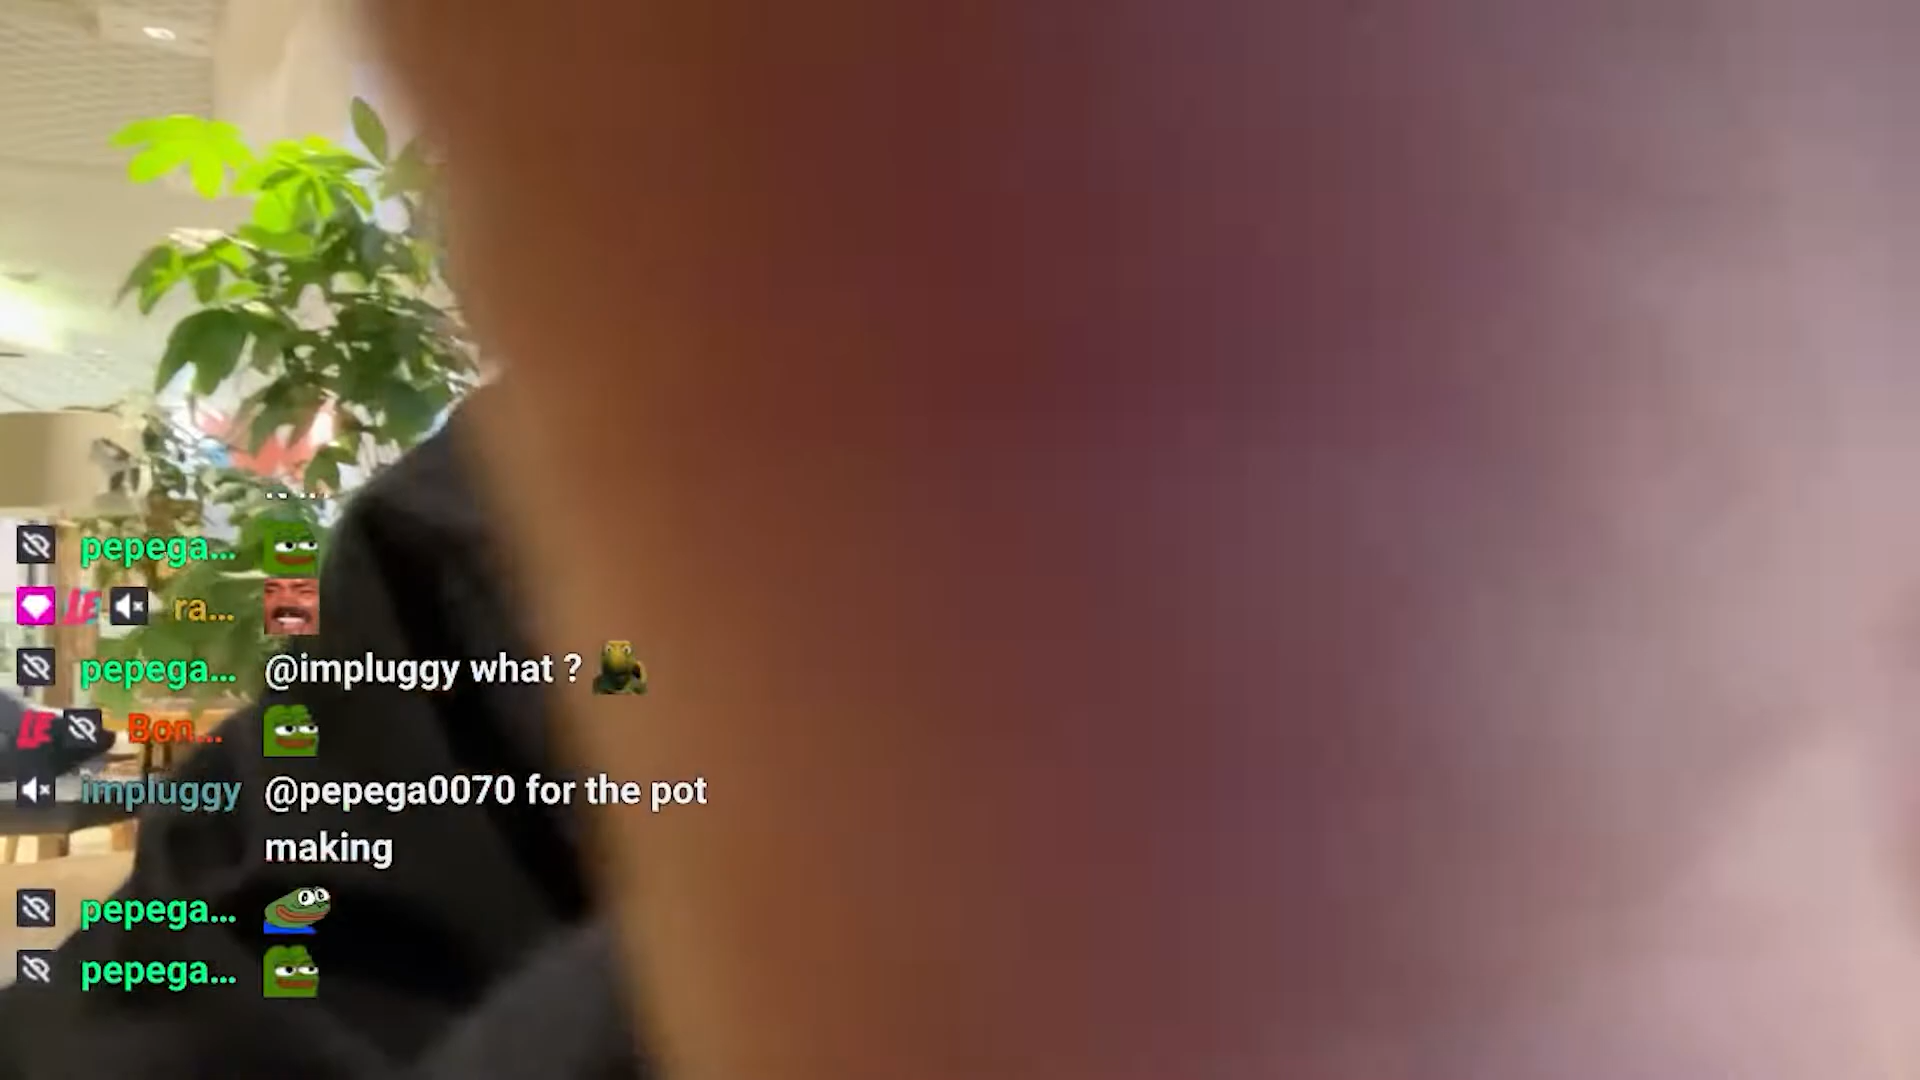 pepega...
ra...
pepega... @impluggy what ?
Bon...
impluggy @pepega0070 for the pot
making
pepega...
pepega...